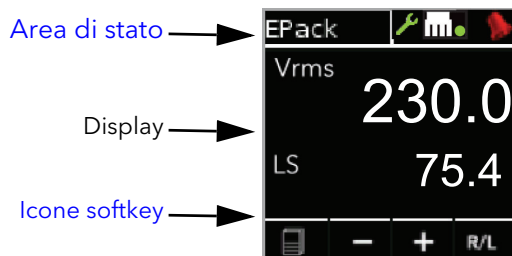 Area di stato
EPack
Vrms
230.0
Display
LS
75.4
Icone softkey
− + R/L